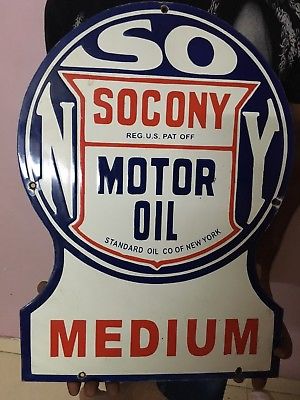 SO
N Y
SOCONY
REG. U.S. PAT OFF
MOTOR
OIL
STANDARD OIL CO OF NEW YORK
MEDIUM